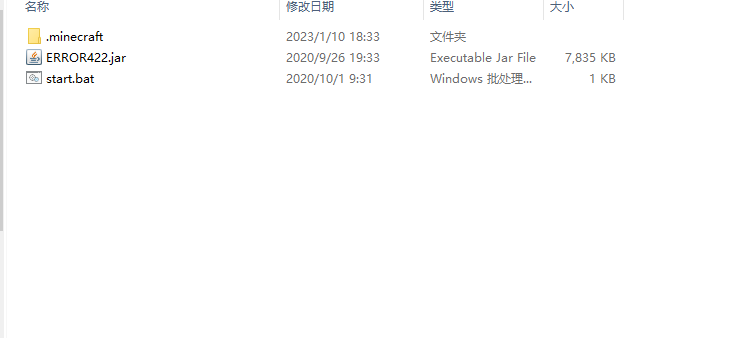 名称 修改日期 类型 大小
.minecraft 2023/1/10 18:33 文件夹
ERROR422.jar 2020/9/26 19:33 Executable Jar File 7,835 KB
start.bat 2020/10/1 9:31 Windows 批处理... 1 KB